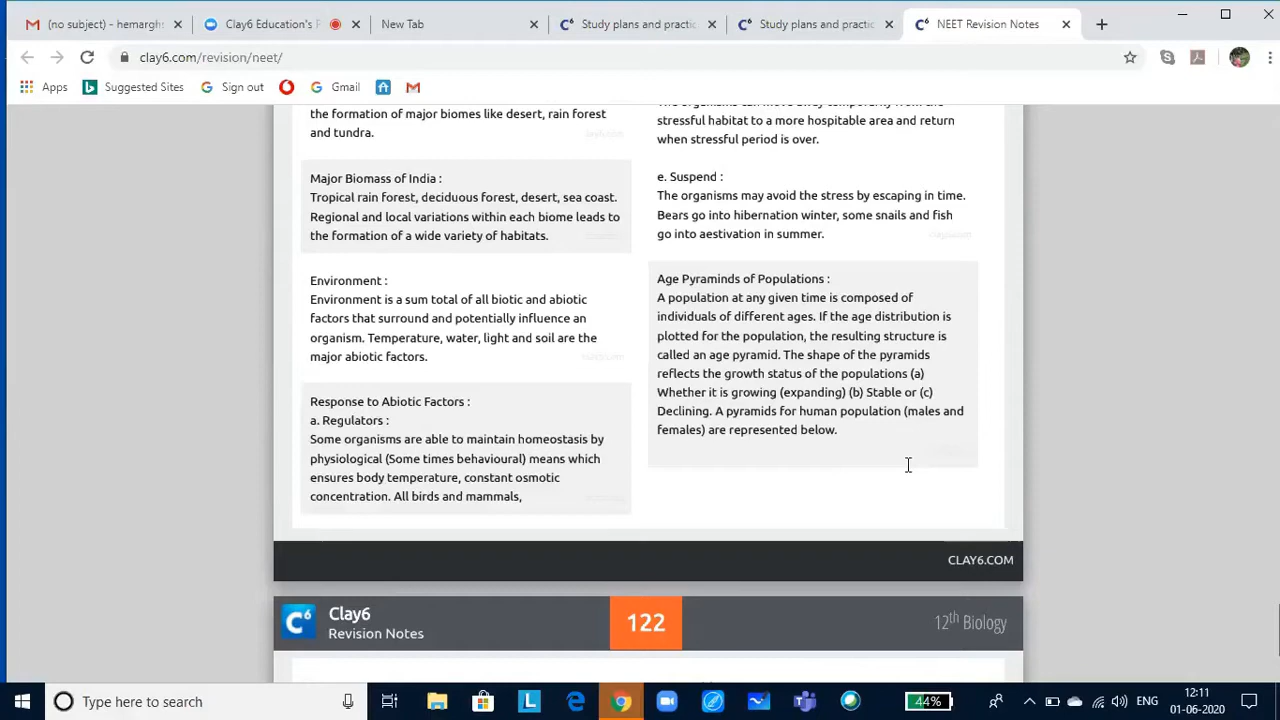 (no subject) - hemargh
Clay6 Education's P
New Tab
Study plans and practic
Study plans and practic
NEET Revision Notes
clay6.com/revision/neet/
Apps
Suggested Sites
Sign out
Gmail
the formation of major biomes like desert, rain forest
and tundra.
Major Biomass of India :
Tropical rain forest, deciduous forest, desert, sea coast.
Regional and local variations within each biome leads to
the formation of a wide variety of habitats.
Environment :
Environment is a sum total of all biotic and abiotic
factors that surround and potentially influence an
organism. Temperature, water, light and soil are the
major abiotic factors.
Response to Abiotic Factors :
a. Regulators :
Some organisms are able to maintain homeostasis by
physiological (Some times behavioural) means which
ensures body temperature, constant osmotic
concentration. All birds and mammals,
The organisms can move away temporarily from the
stressful habitat to a more hospitable area and return
when stressful period is over.
e. Suspend :
The organisms may avoid the stress by escaping in time.
Bears go into hibernation winter, some snails and fish
go into aestivation in summer.
Age Pyraminds of Populations :
A population at any given time is composed of
individuals of different ages. If the age distribution is
plotted for the population, the resulting structure is
called an age pyramid. The shape of the pyramids
reflects the growth status of the populations (a)
Whether it is growing (expanding) (b) Stable or (c)
Declining. A pyramids for human population (males and
females) are represented below.
CLAY6.COM
Clay6
Revision Notes
122
12th Biology
Type here to search
44%
ENG
12:11
01-06-2020